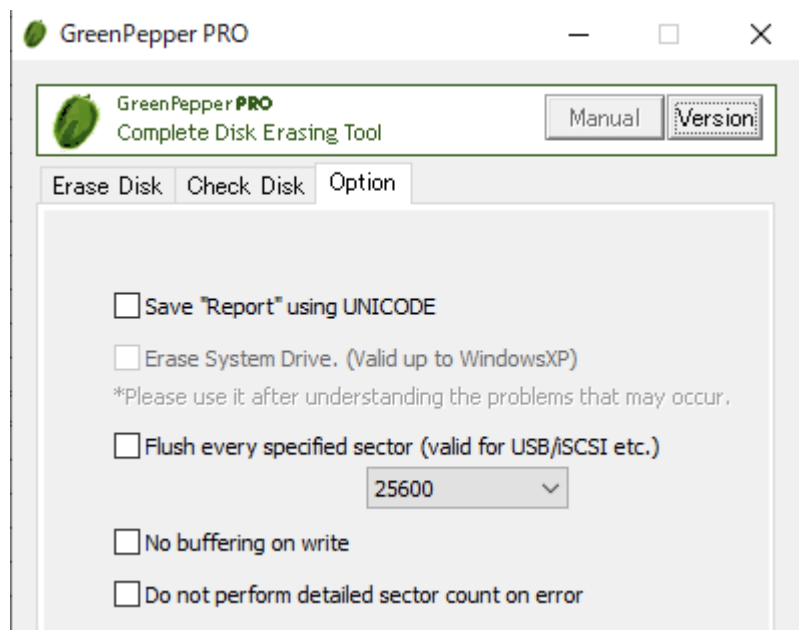 GreenPepper PRO
GreenPepper PRO
Complete Disk Erasing Tool
Manual
Version
Erase Disk
Check Disk
Option
Save "Report" using UNICODE
Erase System Drive. (Valid up to WindowsXP)
*Please use it after understanding the problems that may occur.
Flush every specified sector (valid for USB/iSCSI etc.)
25600
No buffering on write
Do not perform detailed sector count on error